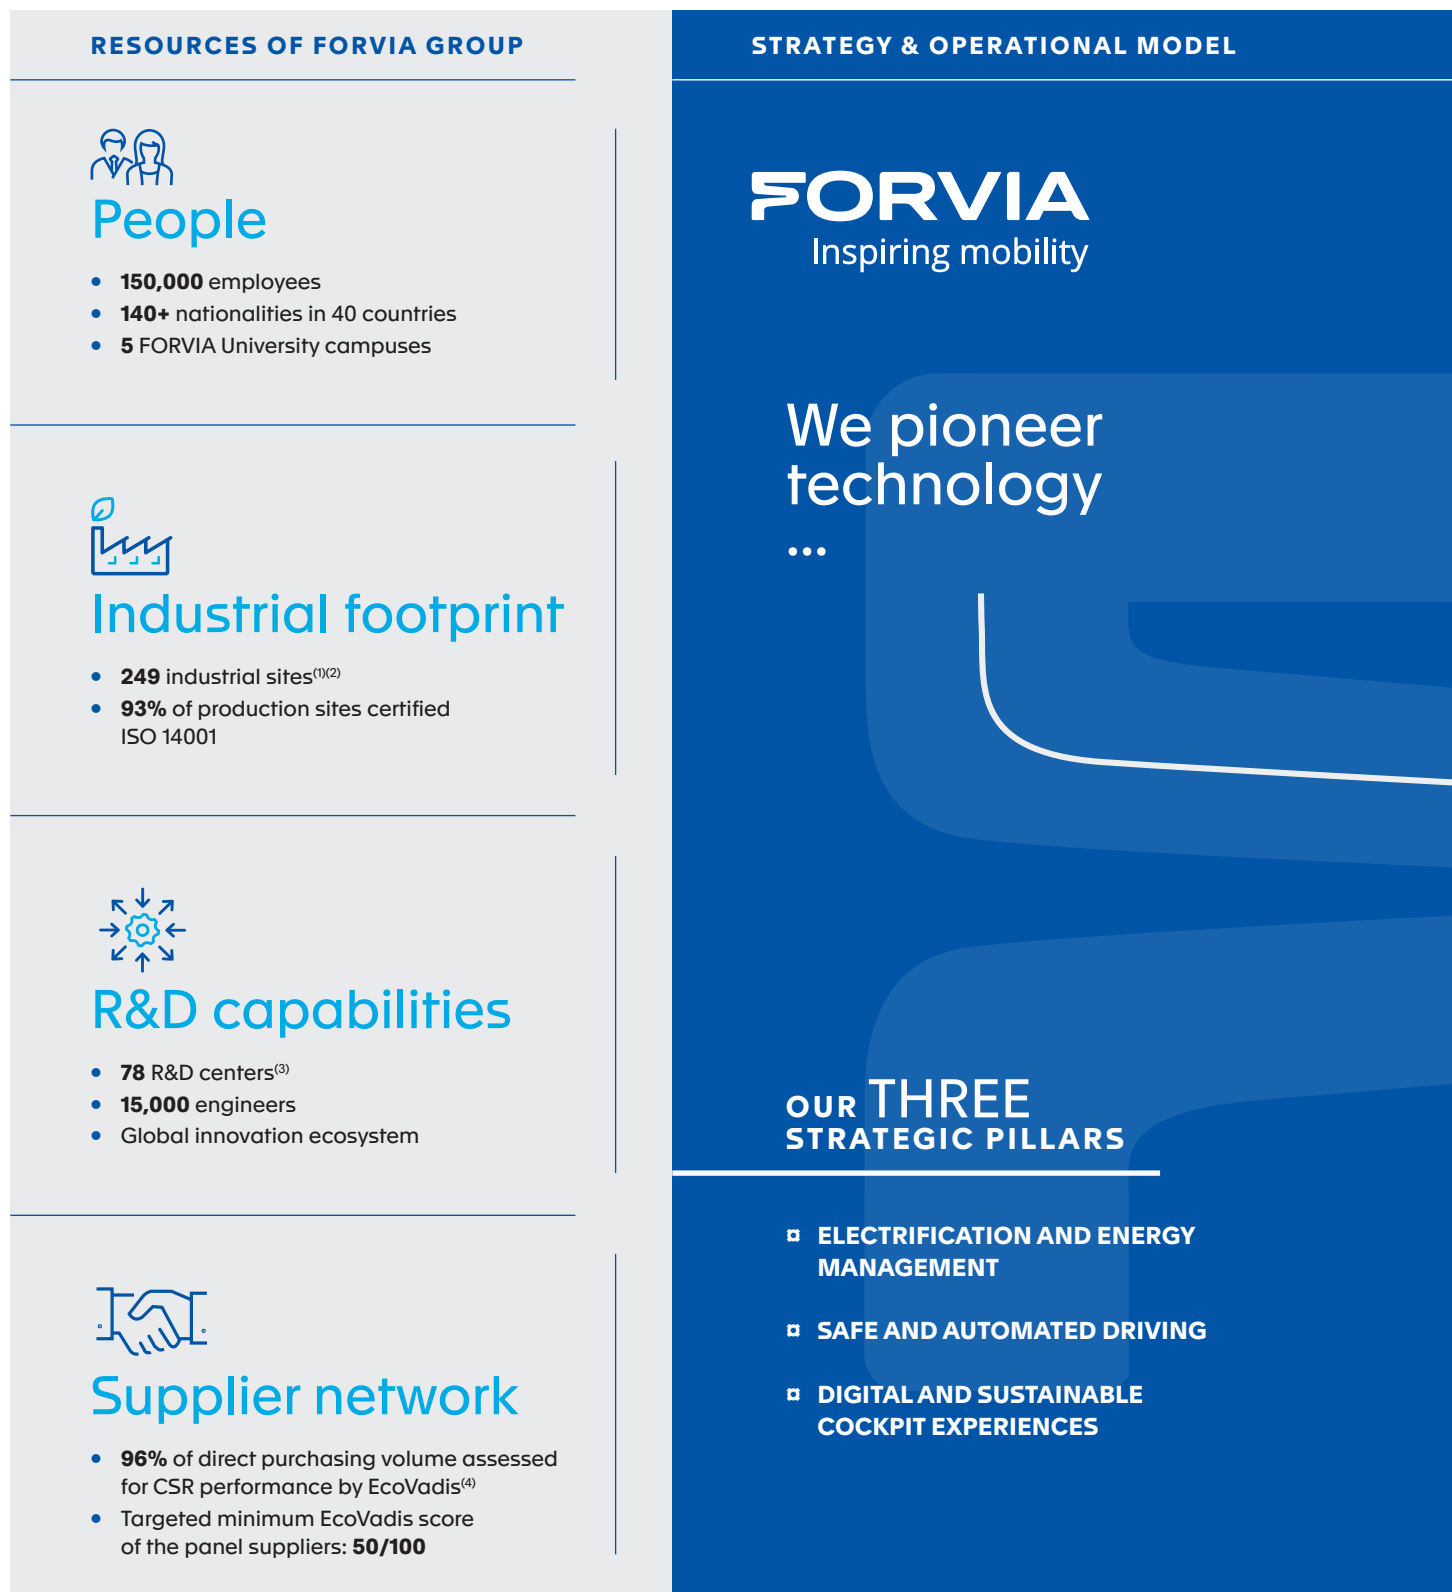 RESOURCES OF FORVIA GROUP
People
• 150,000 employees
• 140+ nationalities in 40 countries
• 5 FORVIA University campuses
Industrial footprint
• 249 industrial sites(1)(2)
• 93% of production sites certified
ISO 14001
R&D capabilities
• 78 R&D centers(3)
• 15,000 engineers
• Global innovation ecosystem
Supplier network
• 96% of direct purchasing volume assessed
for CSR performance by EcoVadis(4)
• Targeted minimum EcoVadis score
of the panel suppliers: 50/100
STRATEGY & OPERATIONAL MODEL
FORVIA
Inspiring mobility
We pioneer
technology
...
OUR THREE
STRATEGIC PILLARS
¤ ELECTRIFICATION AND ENERGY
MANAGEMENT
¤ SAFE AND AUTOMATED DRIVING
¤ DIGITAL AND SUSTAINABLE
COCKPIT EXPERIENCES